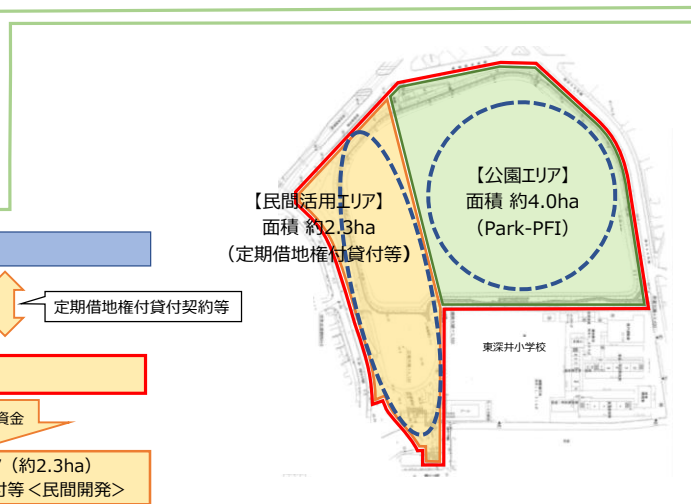 【公園エリア】
面積 約4.0ha
(Park-PFI)
【民間活用エリア】
面積 約2.3ha
(定期借地権付貸付等)
定期借地権付貸付契約等
東深井小学校
資金
(約2.3ha)
付等<民間開発>